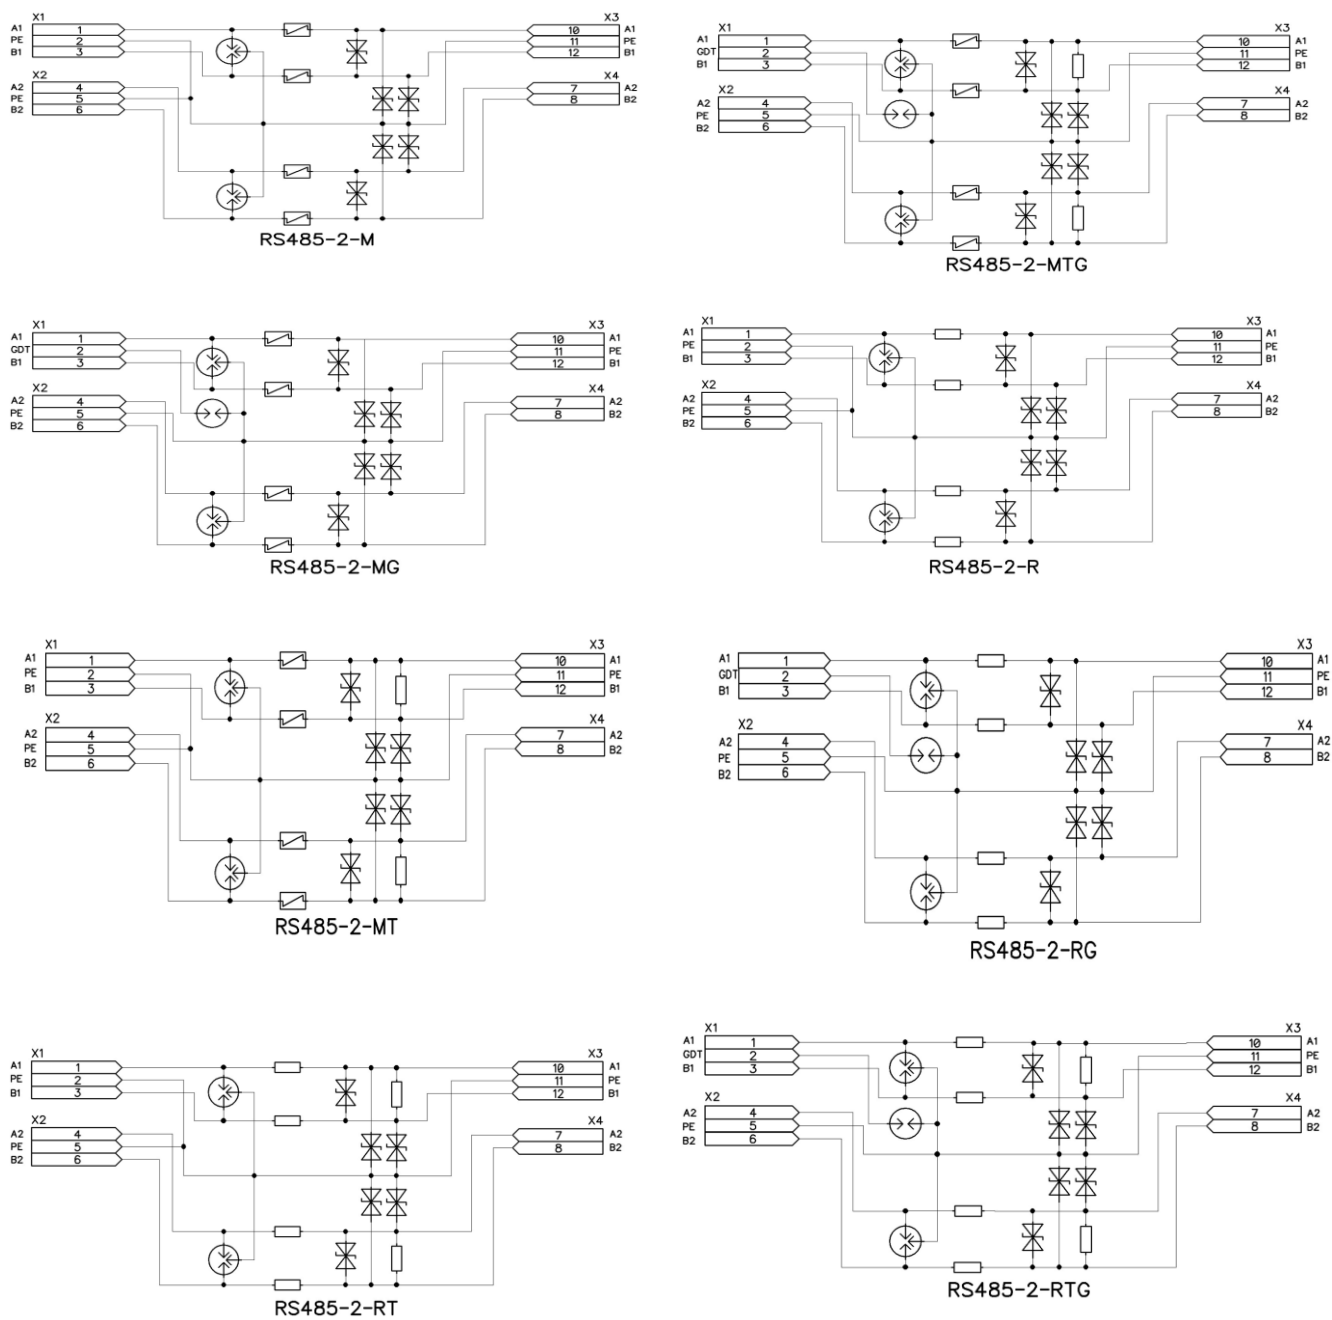 X1
A1 1
PE 2
B1 3
X2
A2 4
PE 5
B2 6
X3
10 A1
11 PE
12 B1
X4
7 A2
8 B2
RS485-2-M
X1
A1 1
GDT 2
B1 3
X2
A2 4
PE 5
B2 6
X3
10 A1
11 PE
12 B1
X4
7 A2
8 B2
RS485-2-MTG
X1
A1 1
GDT 2
B1 3
X2
A2 4
PE 5
B2 6
X3
10 A1
11 PE
12 B1
X4
7 A2
8 B2
RS485-2-MG
X1
A1 1
PE 2
B1 3
X2
A2 4
PE 5
B2 6
X3
10 A1
11 PE
12 B1
X4
7 A2
8 B2
RS485-2-R
X1
A1 1
PE 2
B1 3
X2
A2 4
PE 5
B2 6
X3
10 A1
11 PE
12 B1
X4
7 A2
8 B2
RS485-2-MT
X1
A1 1
GDT 2
B1 3
X2
A2 4
PE 5
B2 6
X3
10 A1
11 PE
12 B1
X4
7 A2
8 B2
RS485-2-RG
X1
A1 1
PE 2
B1 3
X2
A2 4
PE 5
B2 6
X3
10 A1
11 PE
12 B1
X4
7 A2
8 B2
RS485-2-RT
X1
A1 1
GDT 2
B1 3
X2
A2 4
PE 5
B2 6
X3
10 A1
11 PE
12 B1
X4
7 A2
8 B2
RS485-2-RTG